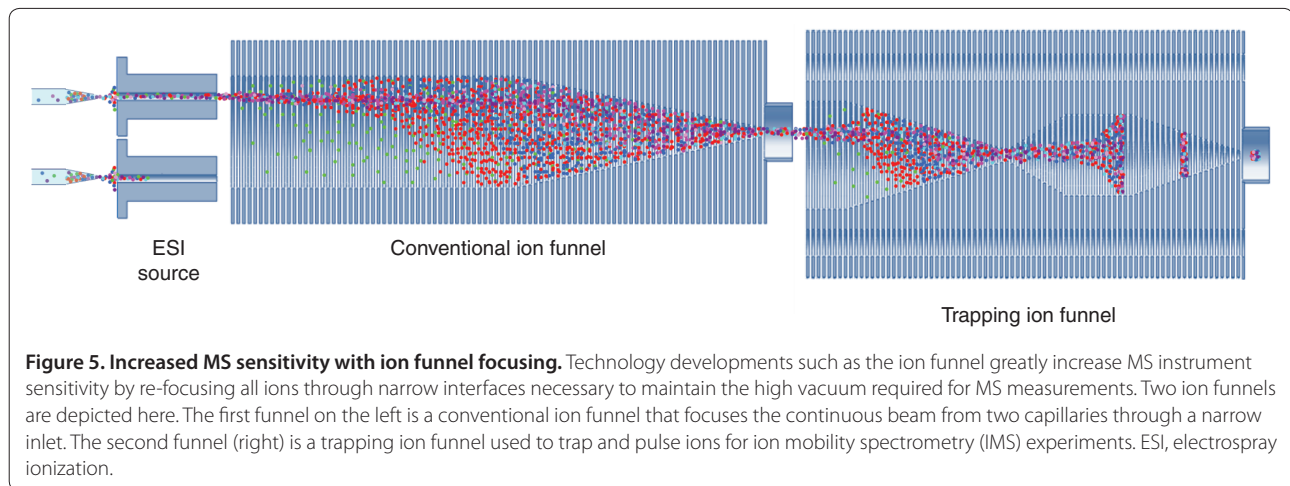 ESI
source
Conventional ion funnel
Trapping ion funnel
Figure 5. Increased MS sensitivity with ion funnel focusing. Technology developments such as the ion funnel greatly increase MS instrument
sensitivity by re-focusing all ions through narrow interfaces necessary to maintain the high vacuum required for MS measurements. Two ion funnels
are depicted here. The first funnel on the left is a conventional ion funnel that focuses the continuous beam from two capillaries through a narrow
inlet. The second funnel (right) is a trapping ion funnel used to trap and pulse ions for ion mobility spectrometry (IMS) experiments. ESI, electrospray
ionization.